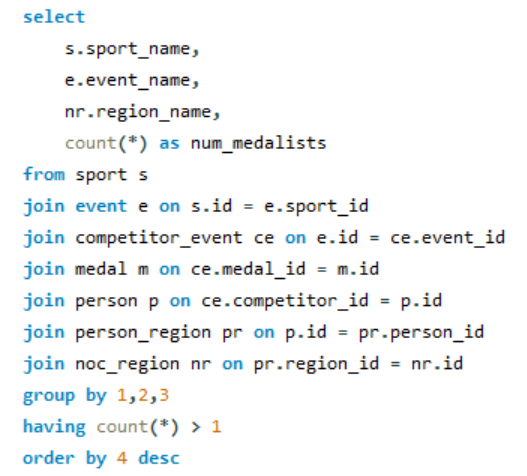 select
    s.sport_name,
    e.event_name,
    nr.region_name,
    count(*) as num_medalists
from sport s
join event e on s.id = e.sport_id
join competitor_event ce on e.id = ce.event_id
join medal m on ce.medal_id = m.id
join person p on ce.competitor_id = p.id
join person_region pr on p.id = pr.person_id
join noc_region nr on pr.region_id = nr.id
group by 1,2,3
having count(*) > 1
order by 4 desc